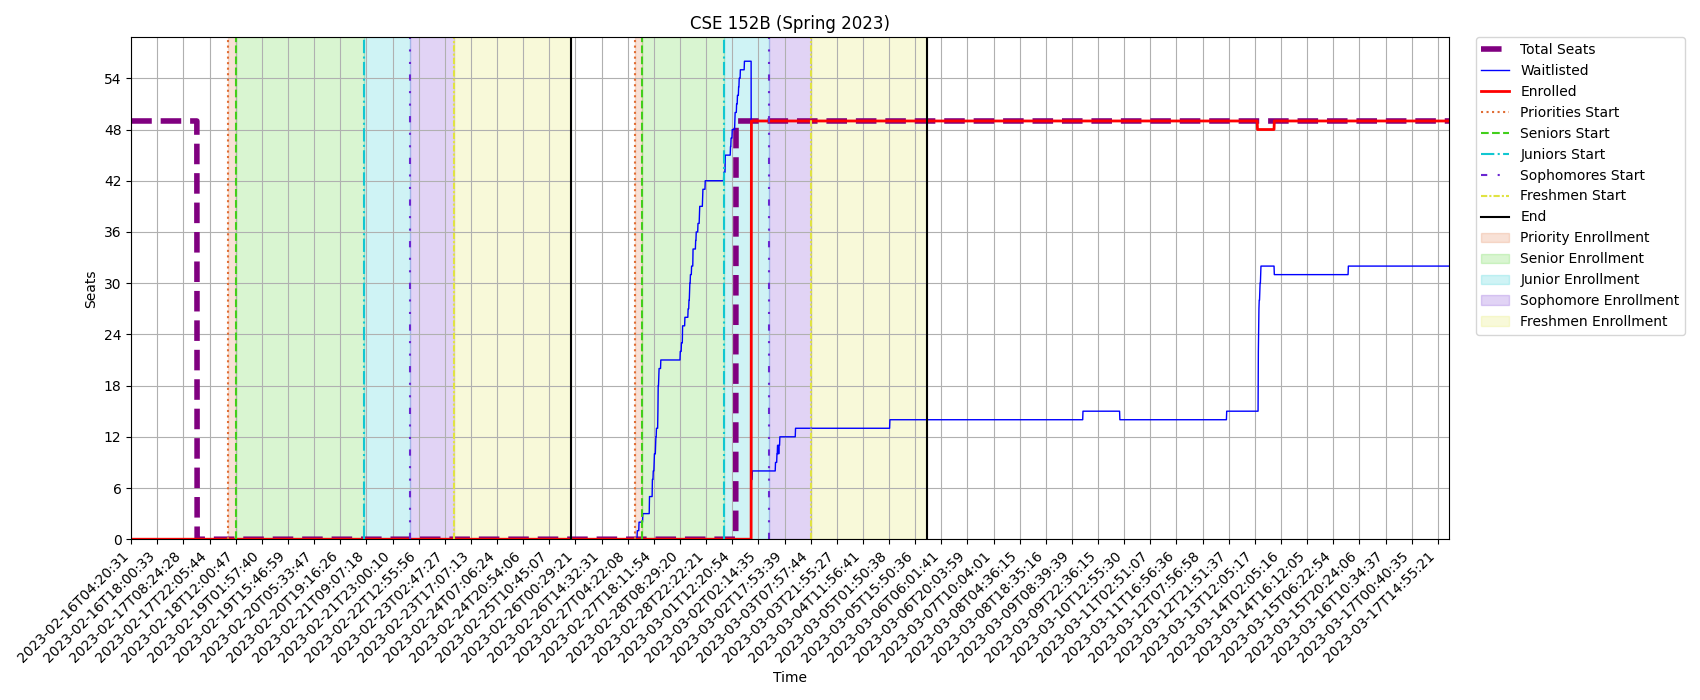 CSE 152B (Spring 2023)
Seats
54
48
42
36
30
24
18
12
6
0
2023-02-16T04:20:31
2023-02-16T18:00:33
2023-02-17T08:24:28
2023-02-17T22:05:44
2023-02-18T12:00:47
2023-02-19T01:57:40
2023-02-19T15:46:59
2023-02-20T05:33:47
2023-02-20T19:16:26
2023-02-21T09:07:18
2023-02-21T23:00:10
2023-02-22T12:55:56
2023-02-23T02:47:27
2023-02-23T17:07:13
2023-02-24T07:06:24
2023-02-24T20:54:06
2023-02-25T10:45:07
2023-02-26T00:29:21
2023-02-26T14:32:31
2023-02-27T04:22:08
2023-02-27T18:11:54
2023-02-28T08:29:20
2023-02-28T22:22:21
2023-03-01T12:20:54
2023-03-02T02:14:35
2023-03-02T17:53:39
2023-03-03T07:57:44
2023-03-03T21:55:27
2023-03-04T11:56:41
2023-03-05T01:50:38
2023-03-05T15:50:36
2023-03-06T06:01:41
2023-03-06T20:03:59
2023-03-07T10:04:01
2023-03-08T04:36:15
2023-03-08T18:35:16
2023-03-09T08:39:39
2023-03-09T22:36:15
2023-03-10T12:55:30
2023-03-11T02:51:07
2023-03-11T16:56:36
2023-03-12T07:56:58
2023-03-12T21:51:37
2023-03-13T12:05:17
2023-03-14T02:05:16
2023-03-14T16:12:05
2023-03-15T06:22:54
2023-03-15T20:24:06
2023-03-16T10:34:37
2023-03-17T00:40:35
2023-03-17T14:55:21
Time
Total Seats
Waitlisted
Enrolled
Priorities Start
Seniors Start
Juniors Start
Sophomores Start
Freshmen Start
End
Priority Enrollment
Senior Enrollment
Junior Enrollment
Sophomore Enrollment
Freshmen Enrollment